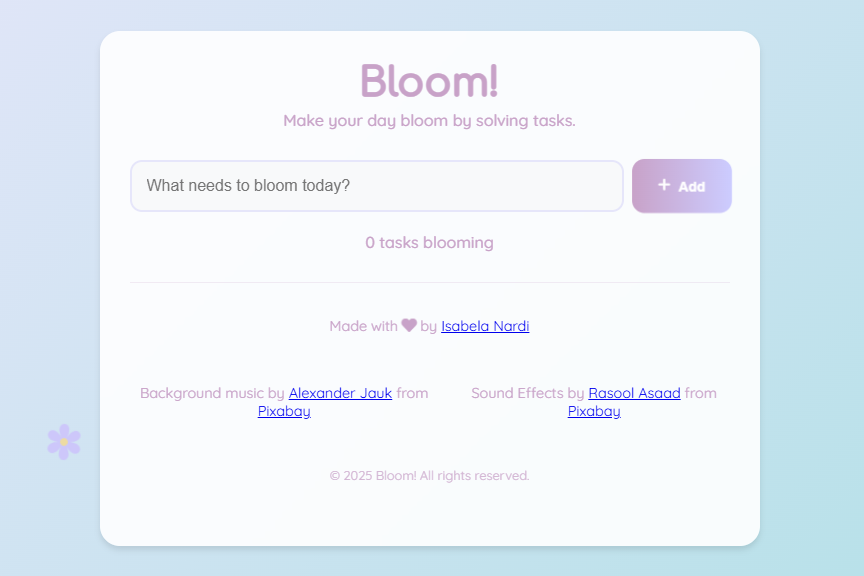 Bloom!
Make your day bloom by solving tasks.
What needs to bloom today?
+ Add
0 tasks blooming
Made with ♥ by Isabela Nardi
Background music by Alexander Jauk from
Pixabay
Sound Effects by Rasool Asaad from
Pixabay
© 2025 Bloom! All rights reserved.